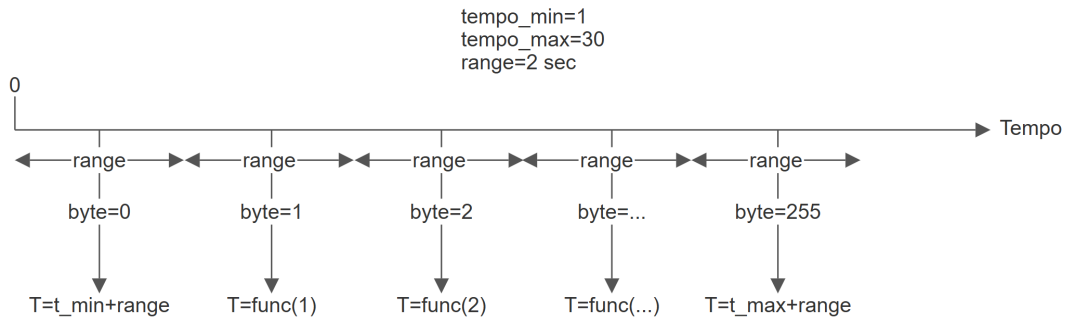 tempo_min=1
tempo_max=30
range=2 sec
0
Tempo
range range range range range
byte=0 byte=1 byte=2 byte=... byte=255
T=t_min+range T=func(1) T=func(2) T=func(...) T=t_max+range